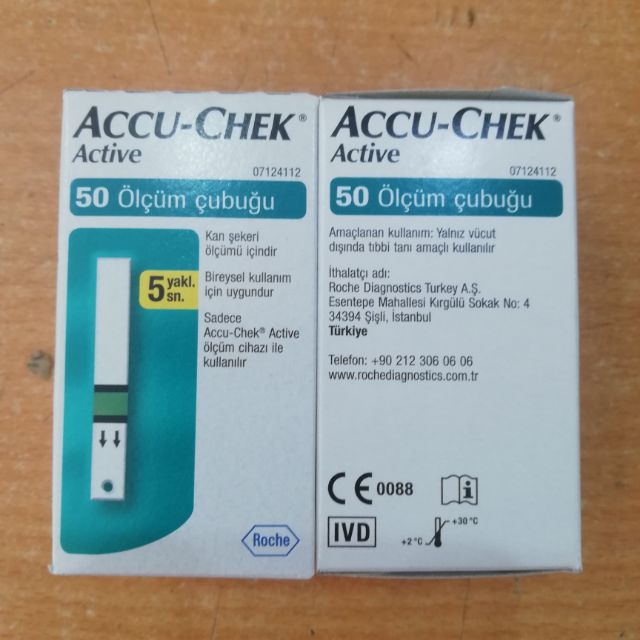 ACCU-CHEK®
Active
07124112
50 Ölçüm çubuğu
Kan şekeri
ölçümü içindir
5 yakl.
sn.
Bireysel kullanım
için uygundur
Sadece
Accu-Chek® Active
ölçüm cihazı ile
kullanılır
Roche
ACCU-CHEK®
Active
07124112
50 Ölçüm çubuğu
Amaçlanan kullanım: Yalnız vücut
dışında tıbbi tanı amaçlı kullanılır
İthalatçı adı:
Roche Diagnostics Turkey A.Ş.
Esentepe Mahallesi Kırgülü Sokak No: 4
34394 Şişli, İstanbul
Türkiye
Telefon: +90 212 306 06 06
www.rochediagnostics.com.tr
CE 0088
i
IVD
+2 °C
+30 °C